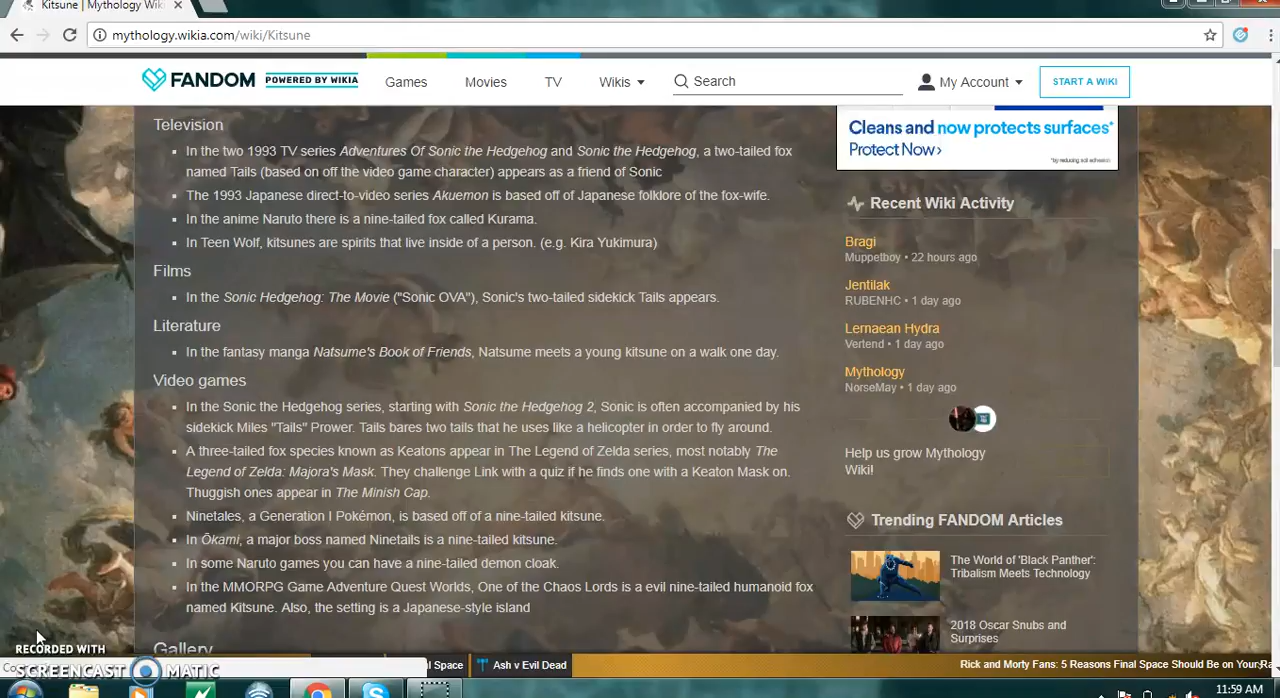 Kitsune | Mythology Wiki
mythology.wikia.com/wiki/Kitsune
FANDOM POWERED BY WIKIA Games Movies TV Wikis Search My Account START A WIKI
Television
In the two 1993 TV series Adventures Of Sonic the Hedgehog and Sonic the Hedgehog, a two-tailed fox
named Tails (based on off the video game character) appears as a friend of Sonic
The 1993 Japanese direct-to-video series Akuemon is based off of Japanese folklore of the fox-wife.
In the anime Naruto there is a nine-tailed fox called Kurama.
In Teen Wolf, kitsunes are spirits that live inside of a person. (e.g. Kira Yukimura)
Films
In the Sonic Hedgehog: The Movie ("Sonic OVA"), Sonic's two-tailed sidekick Tails appears.
Literature
In the fantasy manga Natsume's Book of Friends, Natsume meets a young kitsune on a walk one day.
Video games
In the Sonic the Hedgehog series, starting with Sonic the Hedgehog 2, Sonic is often accompanied by his
sidekick Miles "Tails" Prower. Tails bares two tails that he uses like a helicopter in order to fly around.
A three-tailed fox species known as Keatons appear in The Legend of Zelda series, most notably The
Legend of Zelda: Majora's Mask. They challenge Link with a quiz if he finds one with a Keaton Mask on.
Thuggish ones appear in The Minish Cap.
Ninetales, a Generation I Pokémon, is based off of a nine-tailed kitsune.
In Ōkami, a major boss named Ninetails is a nine-tailed kitsune.
In some Naruto games you can have a nine-tailed demon cloak.
In the MMORPG Game Adventure Quest Worlds, One of the Chaos Lords is a evil nine-tailed humanoid fox
named Kitsune. Also, the setting is a Japanese-style island
Gallery
Cleans and now protects surfaces*
Protect Now›
Recent Wiki Activity
Bragi
Muppetboy • 22 hours ago
Jentilak
RUBENHC • 1 day ago
Lernaean Hydra
Vertend • 1 day ago
Mythology
NorseMay • 1 day ago
Help us grow Mythology
Wiki!
Trending FANDOM Articles
The World of 'Black Panther':
Tribalism Meets Technology
2018 Oscar Snubs and
Surprises
RECORDED WITH
SCREENCAST MATIC
l Space Ash v Evil Dead Rick and Morty Fans: 5 Reasons Final Space Should Be on Your Ra
11:59 AM